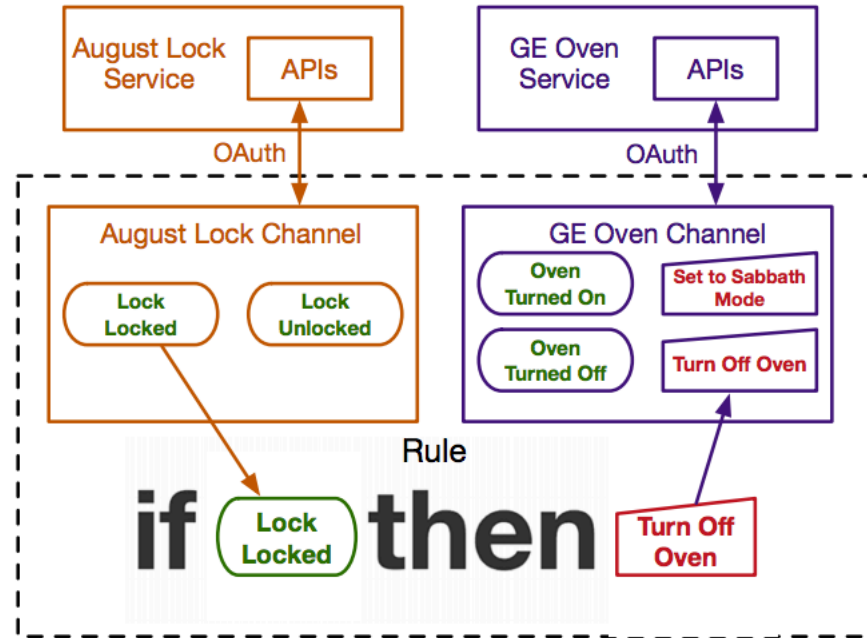 August Lock
Service
APIs
GE Oven
Service
APIs
OAuth
OAuth
August Lock Channel
Lock
Locked
Lock
Unlocked
GE Oven Channel
Oven
Turned On
Set to Sabbath
Mode
Oven
Turned Off
Turn Off Oven
Rule
if
Lock
Locked
then
Turn Off
Oven